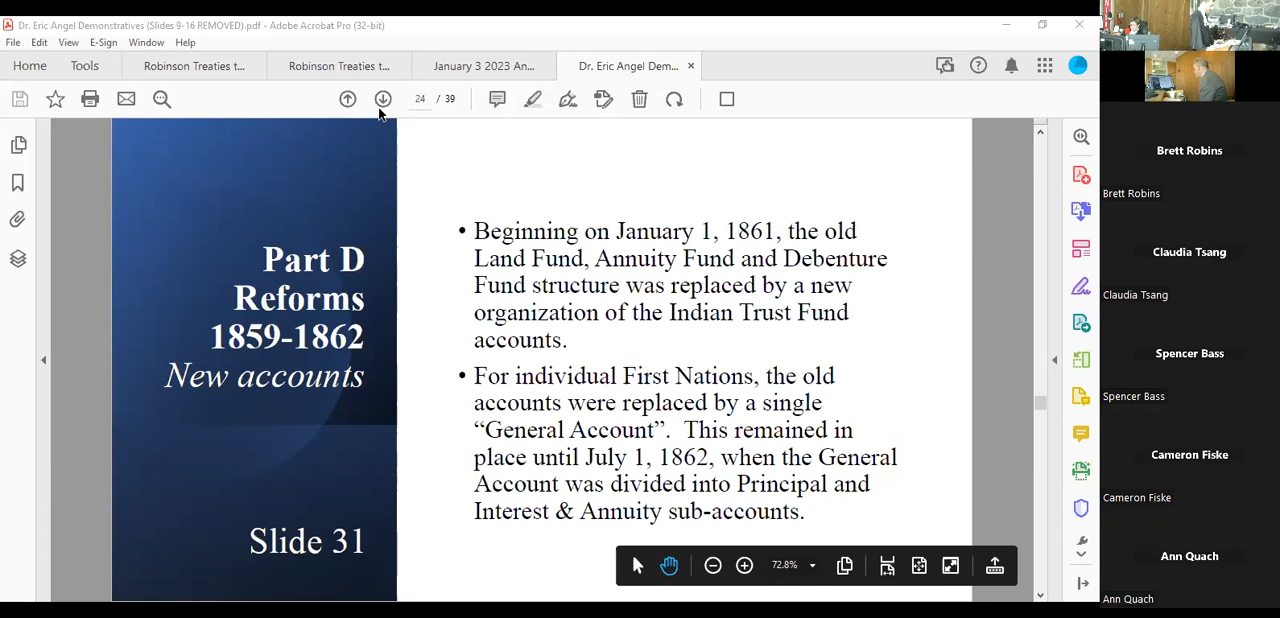 Dr. Eric Angel Demonstratives (Slides 9-16 REMOVED).pdf - Adobe Acrobat Pro (32-bit)
File Edit View E-Sign Window Help
Home Tools Robinson Treaties t... Robinson Treaties t... January 3 2023 An... Dr. Eric Angel Dem... ×
24 / 39
Part D
Reforms
1859-1862
New accounts
Slide 31
• Beginning on January 1, 1861, the old
Land Fund, Annuity Fund and Debenture
Fund structure was replaced by a new
organization of the Indian Trust Fund
accounts.
• For individual First Nations, the old
accounts were replaced by a single
“General Account”. This remained in
place until July 1, 1862, when the General
Account was divided into Principal and
Interest & Annuity sub-accounts.
72.8%
Brett Robins
Brett Robins
Claudia Tsang
Claudia Tsang
Spencer Bass
Spencer Bass
Cameron Fiske
Cameron Fiske
Ann Quach
Ann Quach